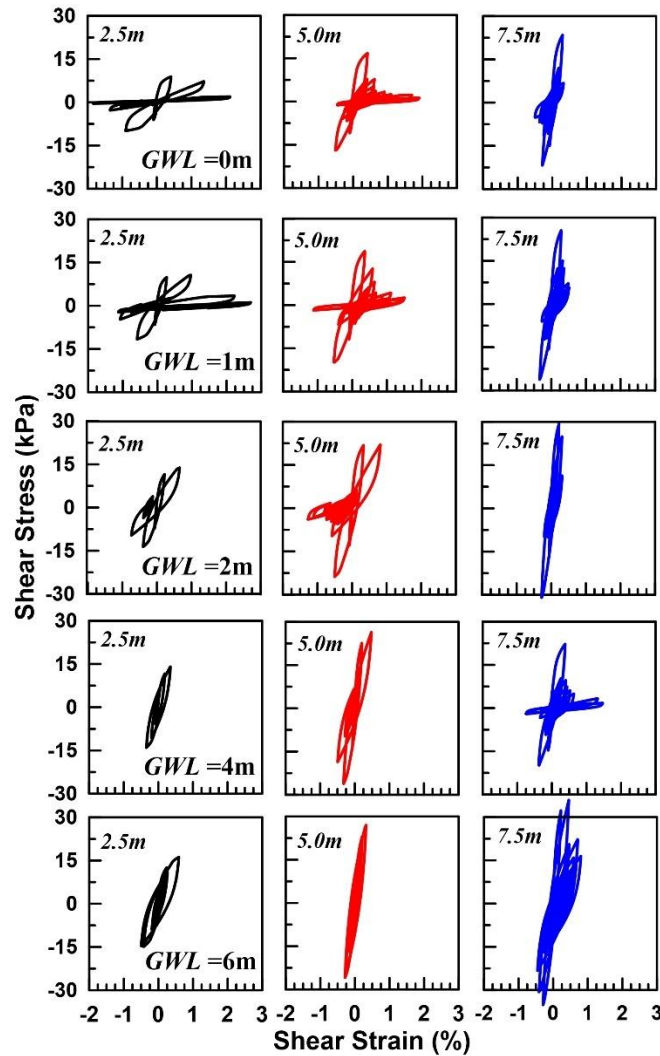 30
15
0
-15
-30
2.5m
GWL =0m
5.0m
7.5m
30
15
0
-15
-30
2.5m
GWL =1m
5.0m
7.5m
Shear Stress (kPa)
30
15
0
-15
-30
2.5m
GWL =2m
5.0m
7.5m
30
15
0
-15
-30
2.5m
GWL =4m
5.0m
7.5m
30
15
0
-15
-30
2.5m
GWL =6m
5.0m
7.5m
-2 -1 0 1 2 3 -2 -1 0 1 2 3 -2 -1 0 1 2 3
Shear Strain (%)